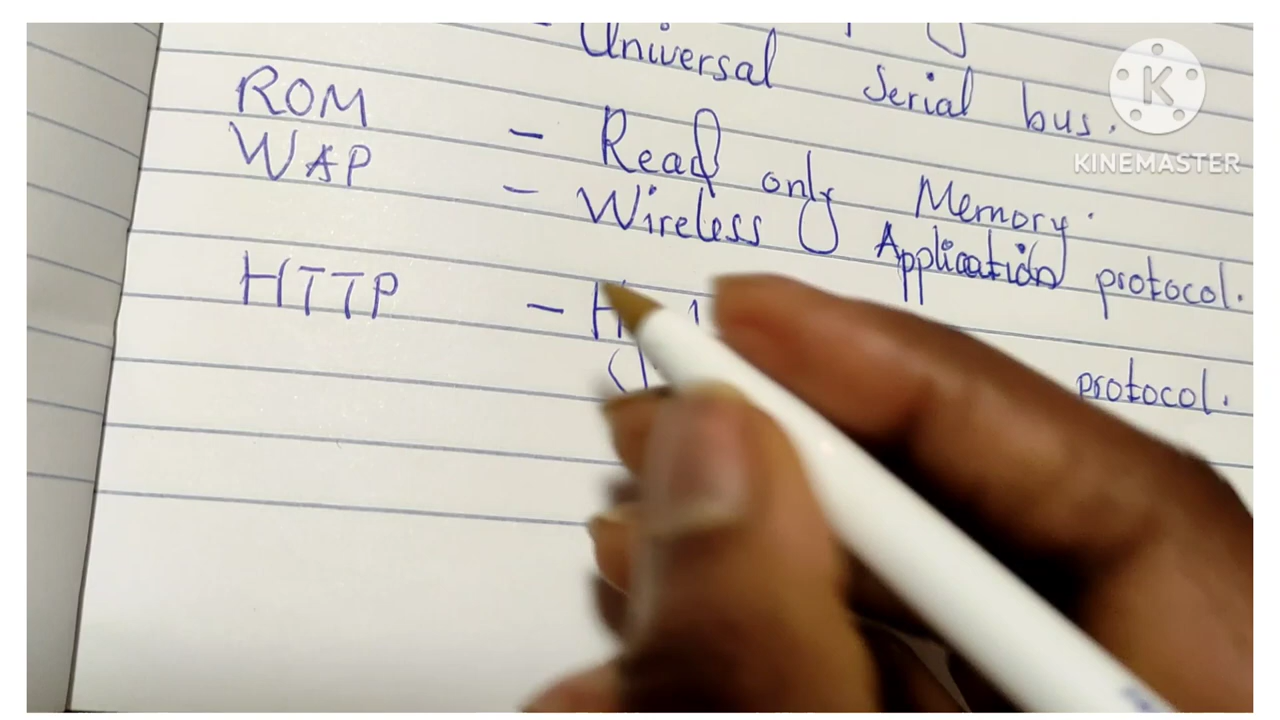 - Universal Serial bus.
ROM - Read only Memory.
WAP - Wireless Application protocol.
HTTP - H
protocol.
KINEMASTER